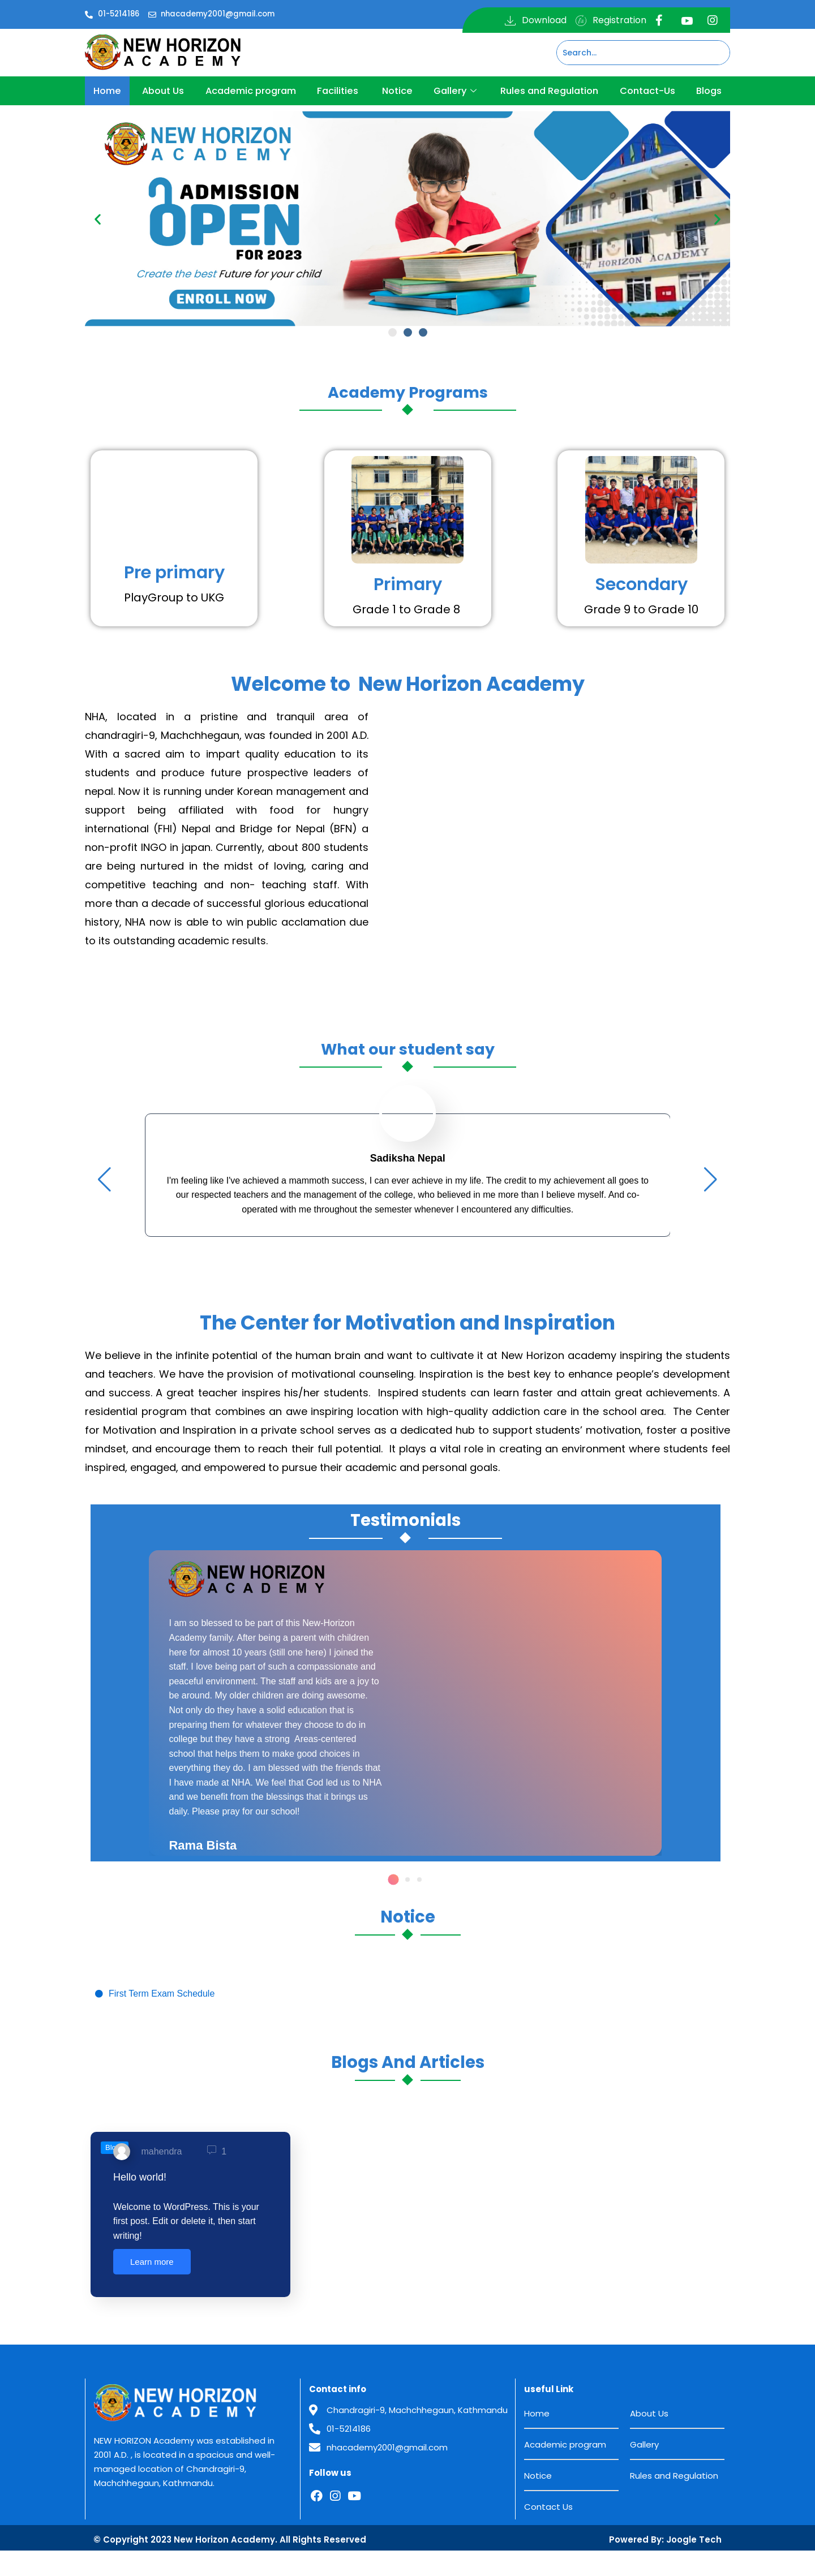 01-5214186 nhacademy2001@gmail.com
Download Registration
NEW HORIZON
ACADEMY
Search...
Home About Us Academic program Facilities Notice Gallery Rules and Regulation Contact-Us Blogs
NEW HORIZON
ACADEMY
ADMISSION
OPEN
FOR 2023
Create the best Future for your child
ENROLL NOW
HORIZON ACADEMY
Academy Programs
Pre primary
PlayGroup to UKG
Primary
Grade 1 to Grade 8
Secondary
Grade 9 to Grade 10
Welcome to New Horizon Academy
NHA, located in a pristine and tranquil area of
chandragiri-9, Machchhegaun, was founded in 2001 A.D.
With a sacred aim to impart quality education to its
students and produce future prospective leaders of
nepal. Now it is running under Korean management and
support being affiliated with food for hungry
international (FHI) Nepal and Bridge for Nepal (BFN) a
non-profit INGO in japan. Currently, about 800 students
are being nurtured in the midst of loving, caring and
competitive teaching and non- teaching staff. With
more than a decade of successful glorious educational
history, NHA now is able to win public acclamation due
to its outstanding academic results.
What our student say
Sadiksha Nepal
I'm feeling like I've achieved a mammoth success, I can ever achieve in my life. The credit to my achievement all goes to
our respected teachers and the management of the college, who believed in me more than I believe myself. And co-
operated with me throughout the semester whenever I encountered any difficulties.
The Center for Motivation and Inspiration
We believe in the infinite potential of the human brain and want to cultivate it at New Horizon academy inspiring the students
and teachers. We have the provision of motivational counseling. Inspiration is the best key to enhance people's development
and success. A great teacher inspires his/her students. Inspired students can learn faster and attain great achievements. A
residential program that combines an awe inspiring location with high-quality addiction care in the school area. The Center
for Motivation and Inspiration in a private school serves as a dedicated hub to support students' motivation, foster a positive
mindset, and encourage them to reach their full potential. It plays a vital role in creating an environment where students feel
inspired, engaged, and empowered to pursue their academic and personal goals.
Testimonials
NEW HORIZON
ACADEMY
I am so blessed to be part of this New-Horizon
Academy family. After being a parent with children
here for almost 10 years (still one here) I joined the
staff. I love being part of such a compassionate and
peaceful environment. The staff and kids are a joy to
be around. My older children are doing awesome.
Not only do they have a solid education that is
preparing them for whatever they choose to do in
college but they have a strong Areas-centered
school that helps them to make good choices in
everything they do. I am blessed with the friends that
I have made at NHA. We feel that God led us to NHA
and we benefit from the blessings that it brings us
daily. Please pray for our school!
Rama Bista
Notice
First Term Exam Schedule
Blogs And Articles
mahendra 1
Hello world!
Welcome to WordPress. This is your
first post. Edit or delete it, then start
writing!
Learn more
NEW HORIZON
ACADEMY
NEW HORIZON Academy was established in
2001 A.D. , is located in a spacious and well-
managed location of Chandragiri-9,
Machchhegaun, Kathmandu.
Contact info
Chandragiri-9, Machchhegaun, Kathmandu
01-5214186
nhacademy2001@gmail.com
Follow us
useful Link
Home About Us
Academic program Gallery
Notice Rules and Regulation
Contact Us
© Copyright 2023 New Horizon Academy. All Rights Reserved Powered By: Joogle Tech